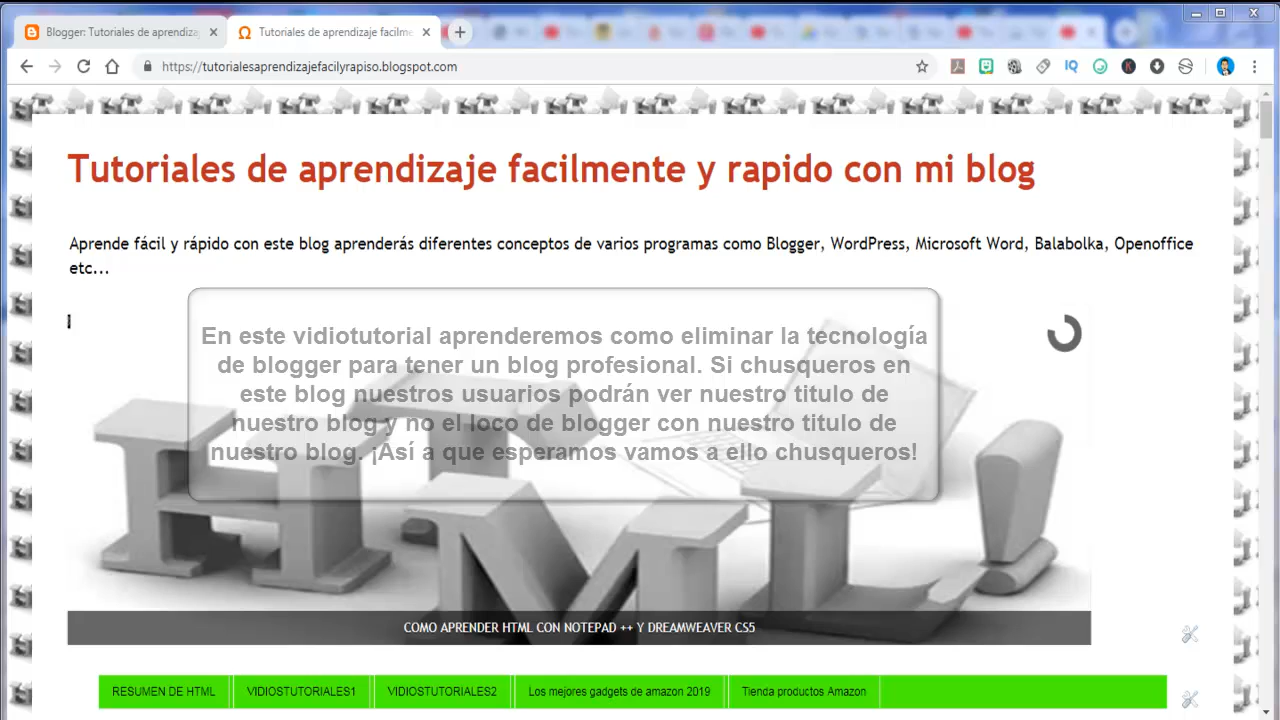 Blogger: Tutoriales de aprendiza
Tutoriales de aprendizaje facilme
https://tutorialesaprendizajefacilyrapiso.blogspot.com
IQ
K
Tutoriales de aprendizaje facilmente y rapido con mi blog
Aprende fácil y rápido con este blog aprenderás diferentes conceptos de varios programas como Blogger, WordPress, Microsoft Word, Balabolka, Openoffice
etc...
En este vidiotutorial aprenderemos como eliminar la tecnología
de blogger para tener un blog profesional. Si chusqueros en
este blog nuestros usuarios podrán ver nuestro titulo de
nuestro blog y no el loco de blogger con nuestro titulo de
nuestro blog. ¡Así a que esperamos vamos a ello chusqueros!
HTML!
COMO APRENDER HTML CON NOTEPAD ++ Y DREAMWEAVER CS5
RESUMEN DE HTML
VIDIOSTUTORIALES1
VIDIOSTUTORIALES2
Los mejores gadgets de amazon 2019
Tienda productos Amazon